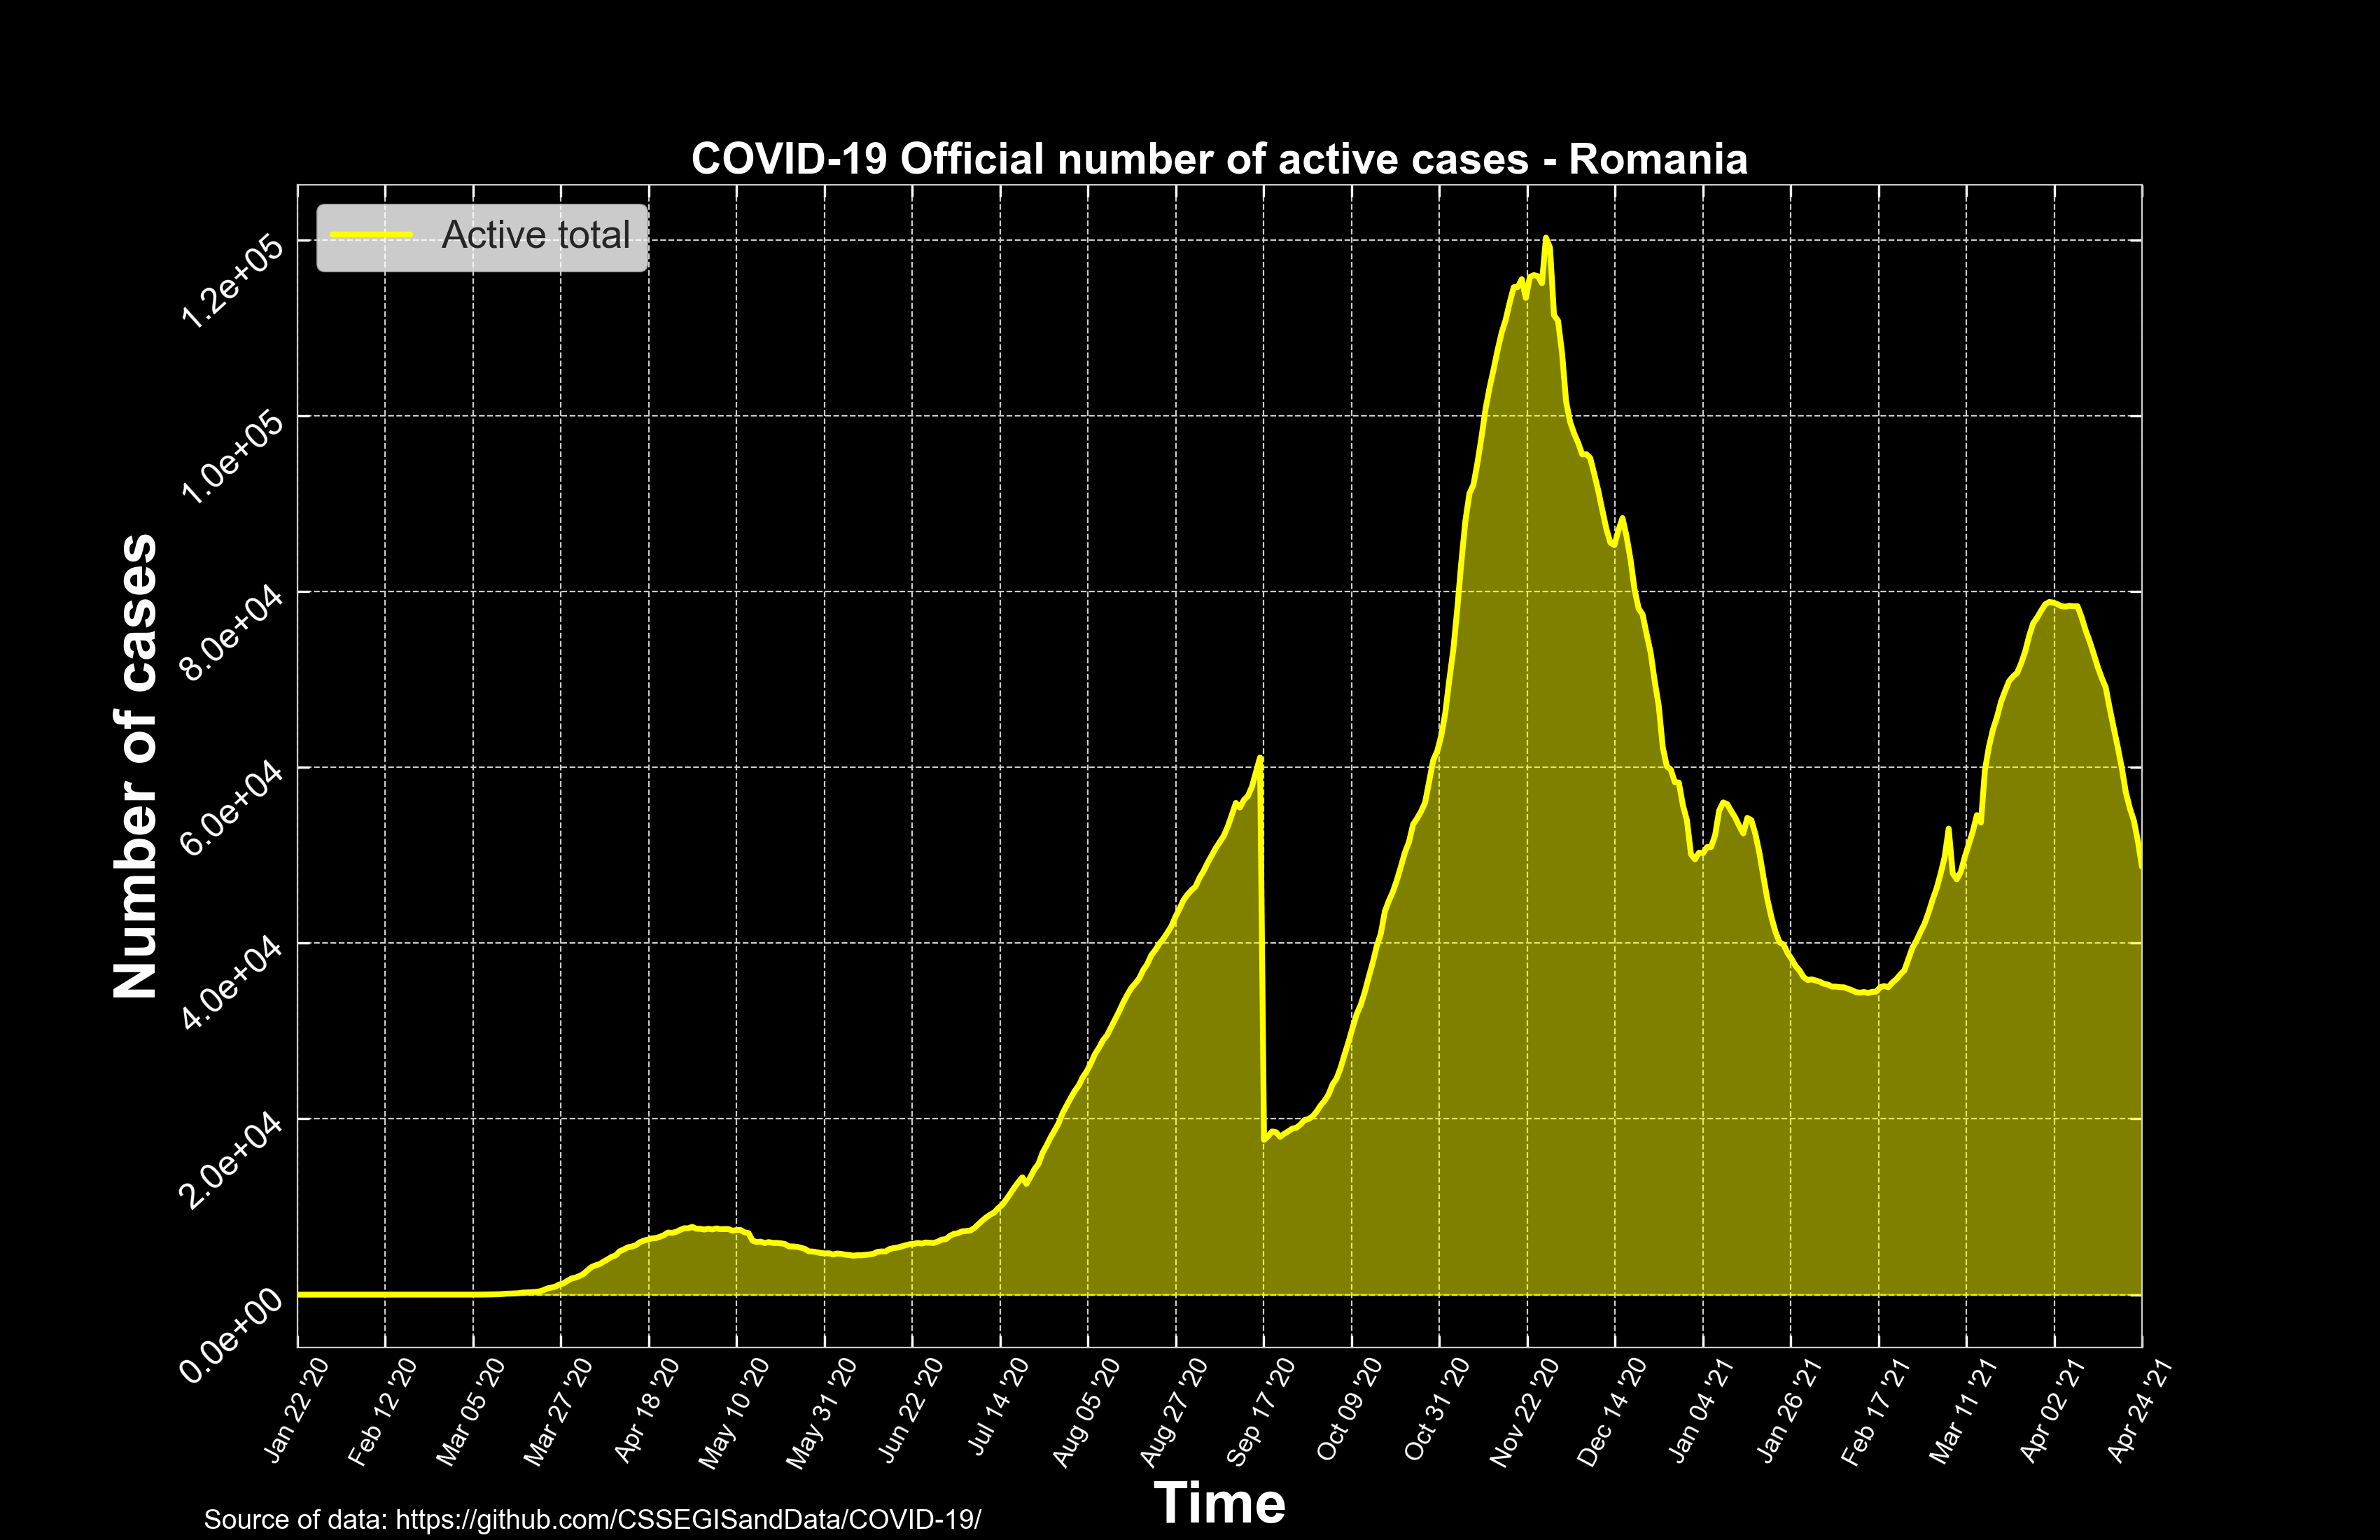 COVID-19 Official number of active cases - Romania
Active total
Number of cases
1.2e+05
1.0e+05
8.0e+04
6.0e+04
4.0e+04
2.0e+04
0.0e+00
Jan 22 '20
Feb 12 '20
Mar 05 '20
Mar 27 '20
Apr 18 '20
May 10 '20
May 31 '20
Jun 22 '20
Jul 14 '20
Aug 05 '20
Aug 27 '20
Sep 17 '20
Oct 09 '20
Oct 31 '20
Nov 22 '20
Dec 14 '20
Jan 04 '21
Jan 26 '21
Feb 17 '21
Mar 11 '21
Apr 02 '21
Apr 24 '21
Time
Source of data: https://github.com/CSSEGISandData/COVID-19/